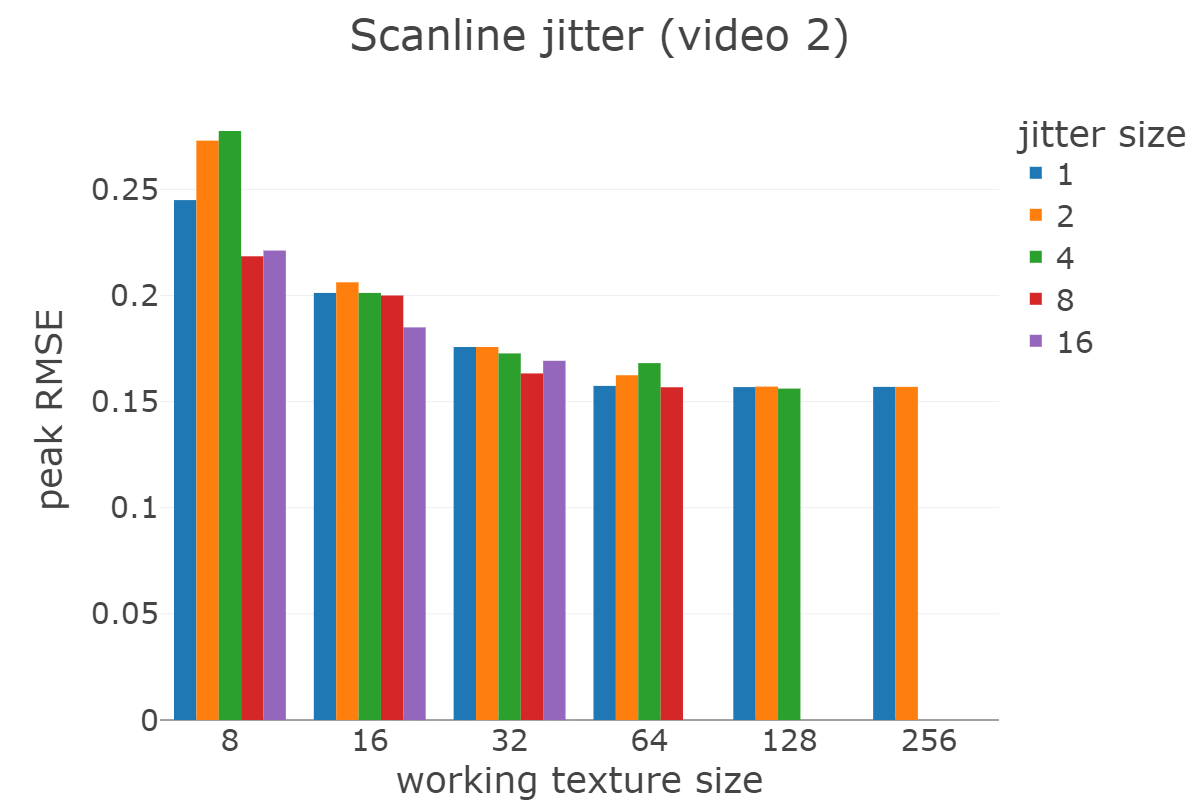 Scanline jitter (video 2)
jitter size
1
2
4
8
16
peak RMSE
0.25
0.2
0.15
0.1
0.05
0
8 16 32 64 128 256
working texture size